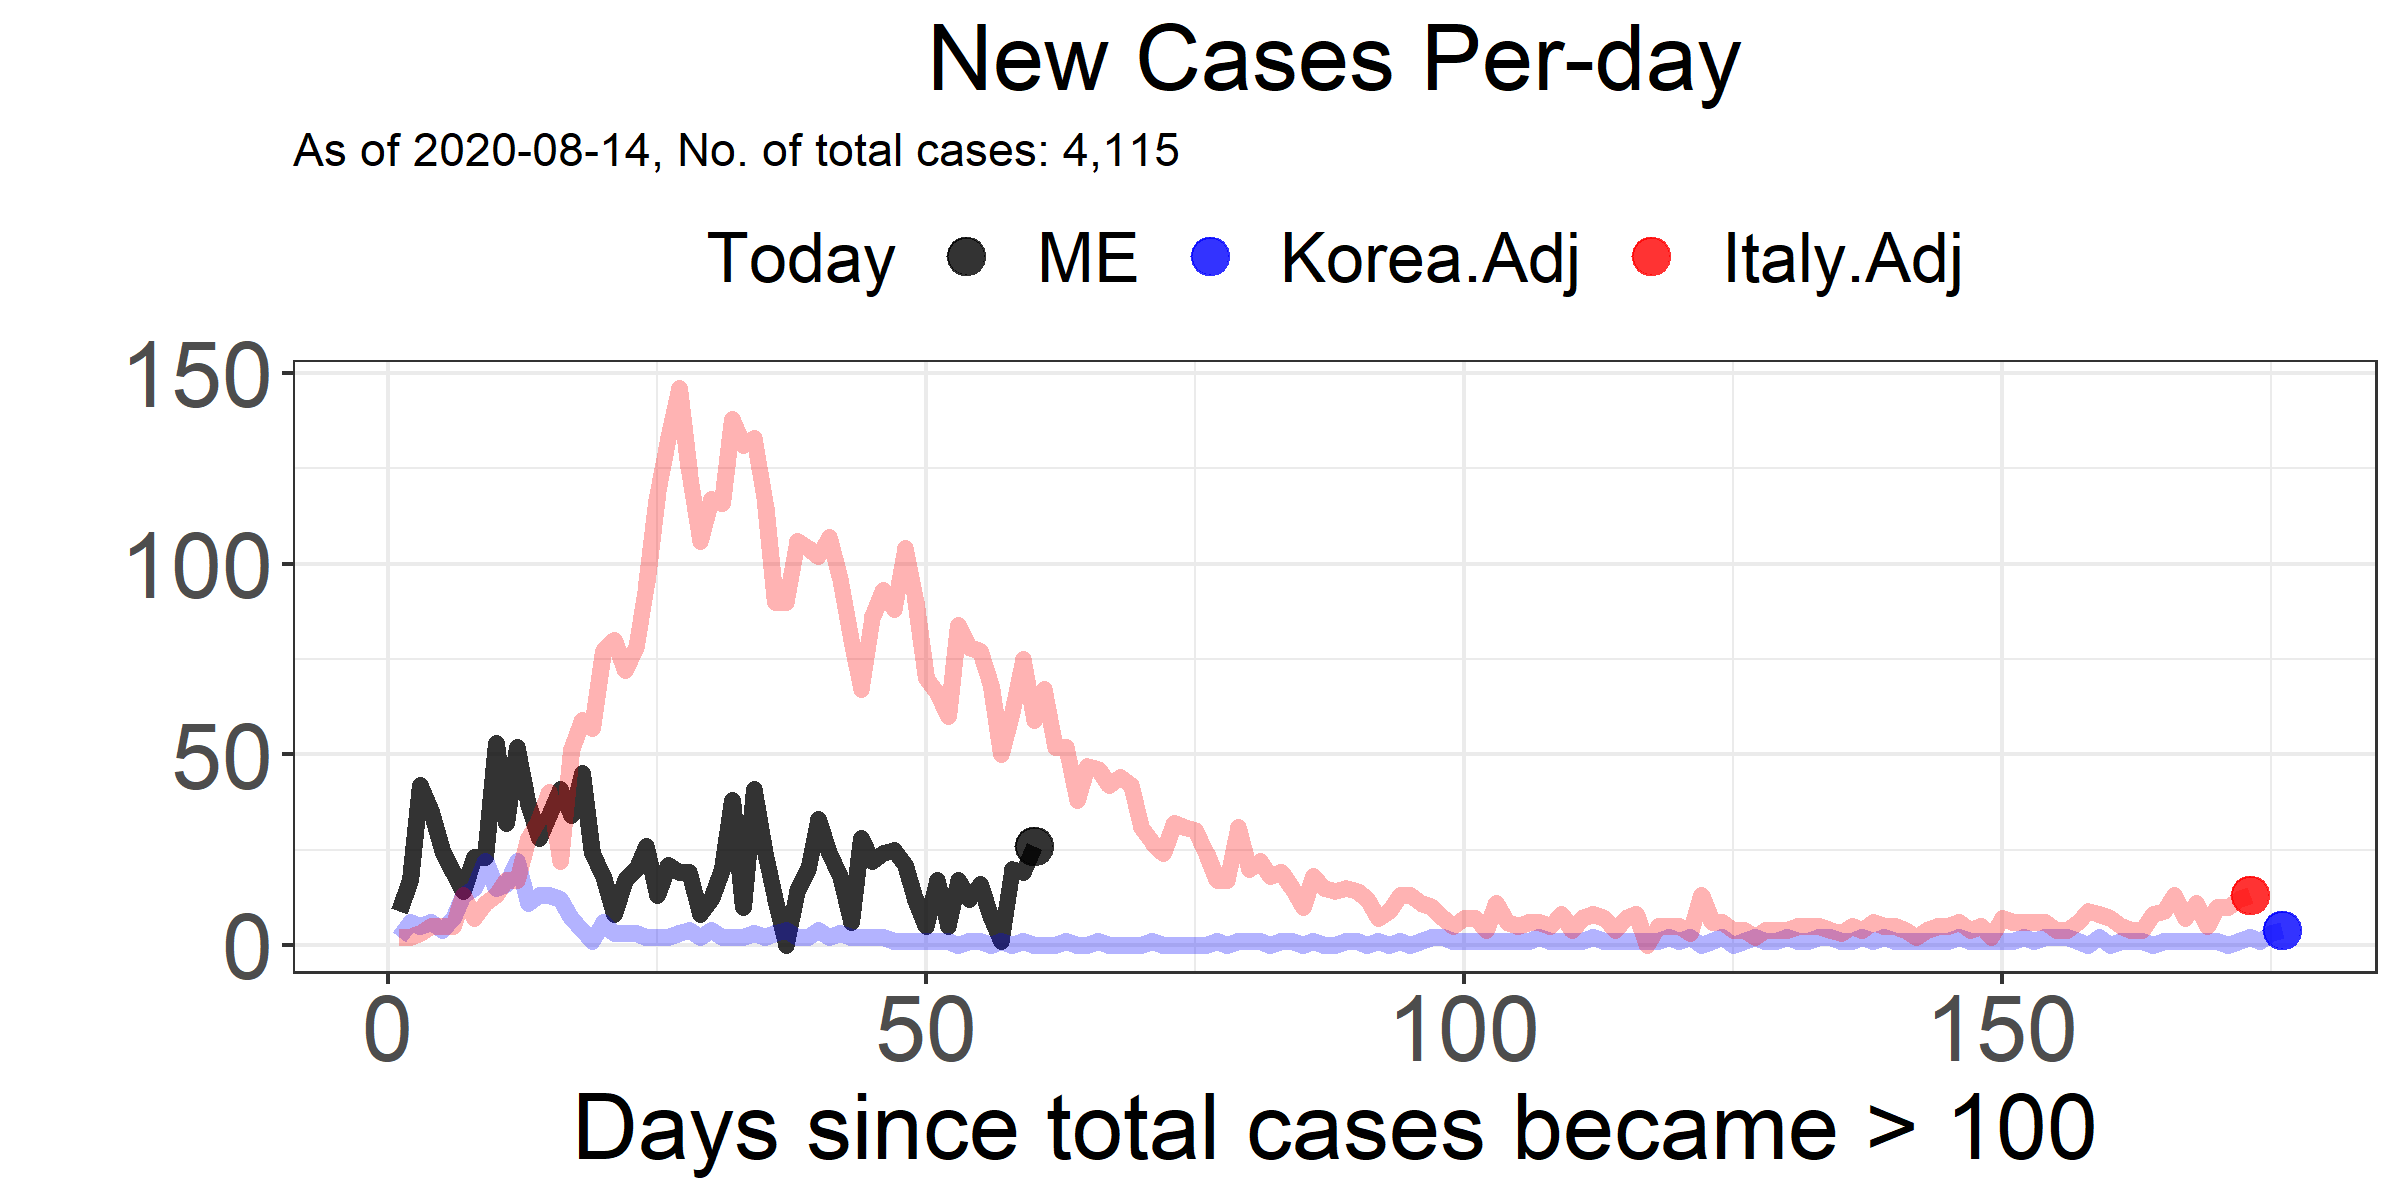 New Cases Per-day
As of 2020-08-14, No. of total cases: 4,115
Today ME Korea.Adj Italy.Adj
150
100
50
0
0 50 100 150
Days since total cases became > 100